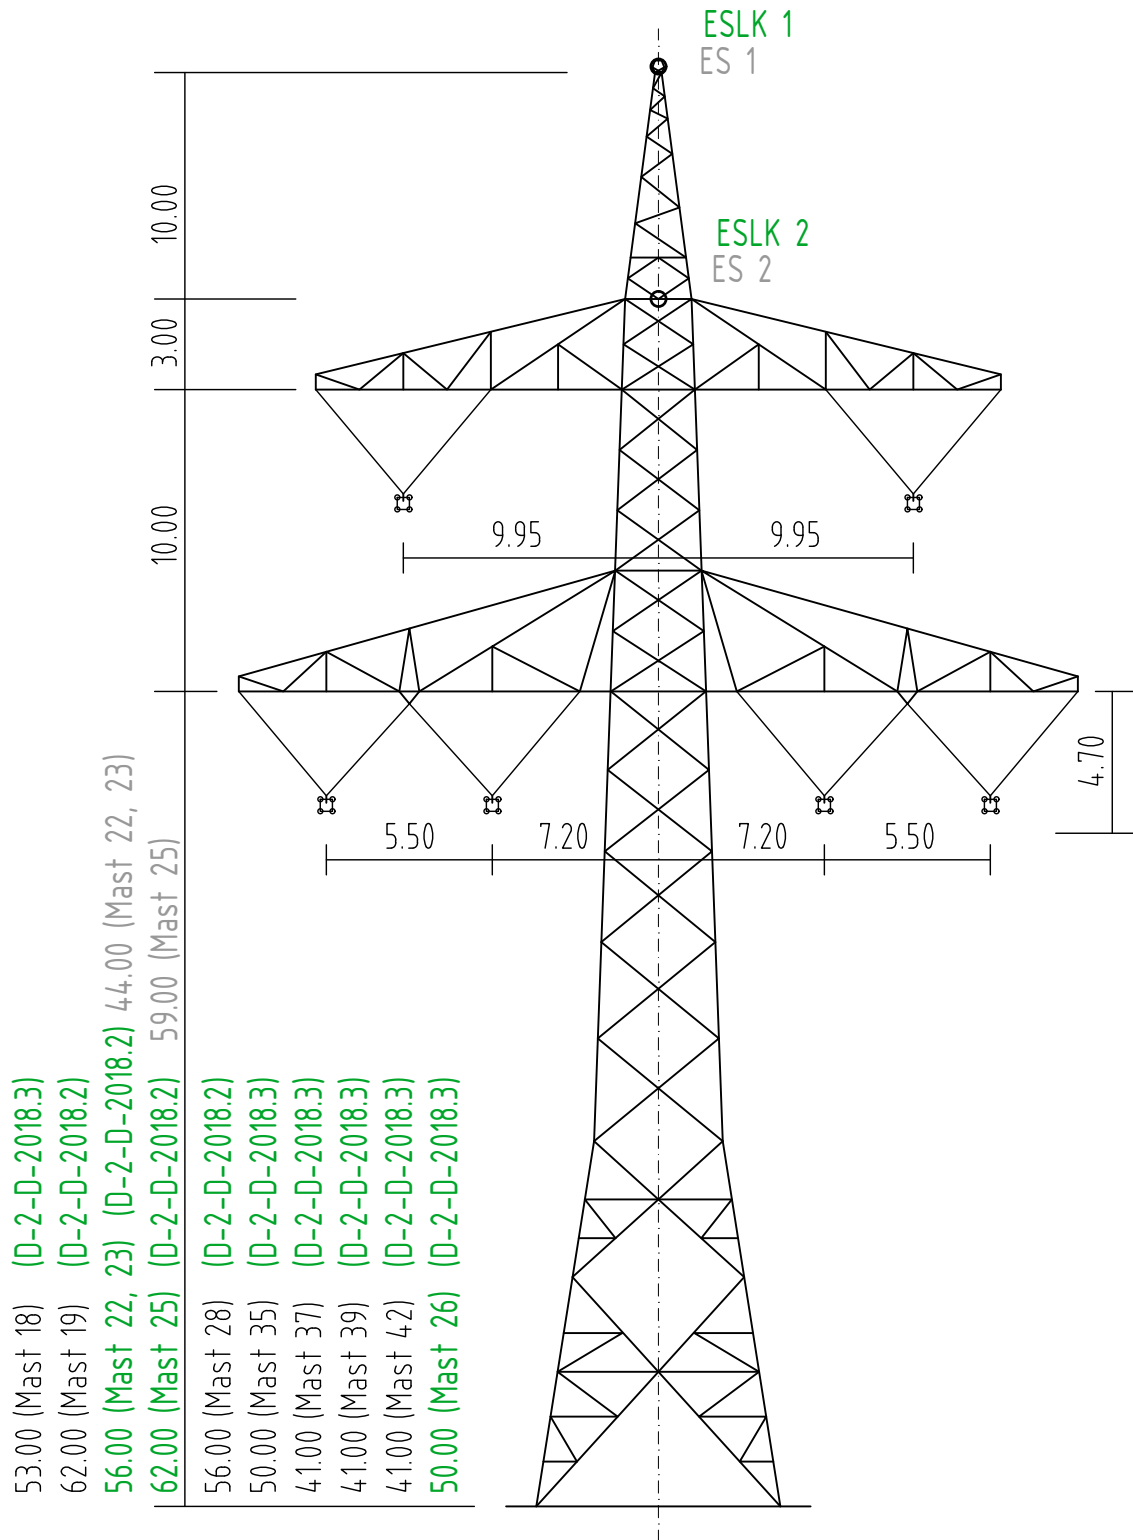 ESLK 1
ES 1
10.00
ESLK 2
ES 2
3.00
10.00
9.95
9.95
4.70
5.50
7.20
7.20
5.50
53.00 (Mast 18) (D-2-D-2018.3)
62.00 (Mast 19) (D-2-D-2018.2)
56.00 (Mast 22, 23) (D-2-D-2018.2) 44.00 (Mast 22, 23)
62.00 (Mast 25) (D-2-D-2018.2) 59.00 (Mast 25)
56.00 (Mast 28) (D-2-D-2018.2)
50.00 (Mast 35) (D-2-D-2018.3)
41.00 (Mast 37) (D-2-D-2018.3)
41.00 (Mast 39) (D-2-D-2018.3)
41.00 (Mast 42) (D-2-D-2018.3)
50.00 (Mast 26) (D-2-D-2018.3)